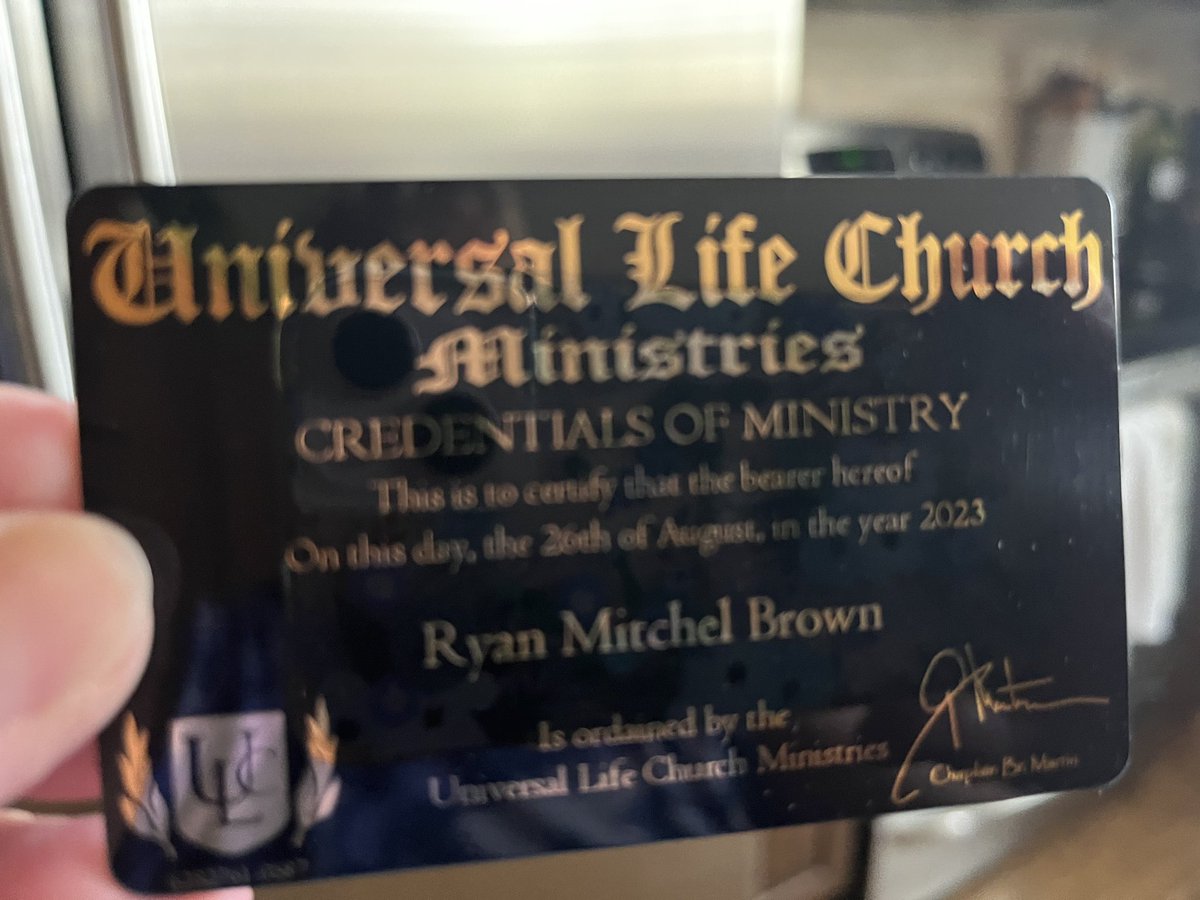 Universal Life Church
Ministries
CREDENTIALS OF MINISTRY
This is to certify that the bearer hereof
On this day, the 26th of August, in the year 2023
Ryan Mitchel Brown
Is ordained by the
Universal Life Church Ministries
Martin
ULC